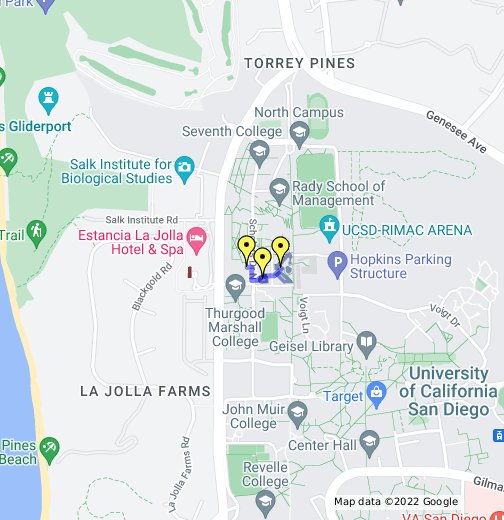 Park
TORREY PINES
North Campus
Genesee Ave
s Gliderport
Seventh College
Salk Institute for
Biological Studies
Rady School of
Management
Salk Institute Rd
Trail
Estancia La Jolla
Hotel & Spa
UCSD-RIMAC ARENA
Hopkins Parking
Structure
Blackgold Rd
Thurgood
Marshall
College
Voigt Ln
Voigt Dr
Geisel Library
University
of California
San Diego
LA JOLLA FARMS
Target
John Muir
College
Center Hall
La Jolla Farms Rd
Pines
Beach
Revelle
College
Gilma
Map data ©2022 Google
VA San Diego